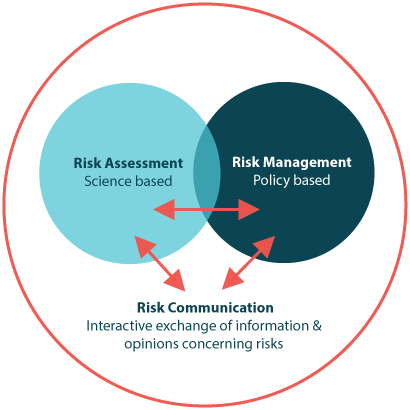 Risk Assessment
Science based
Risk Management
Policy based
Risk Communication
Interactive exchange of information &
opinions concerning risks